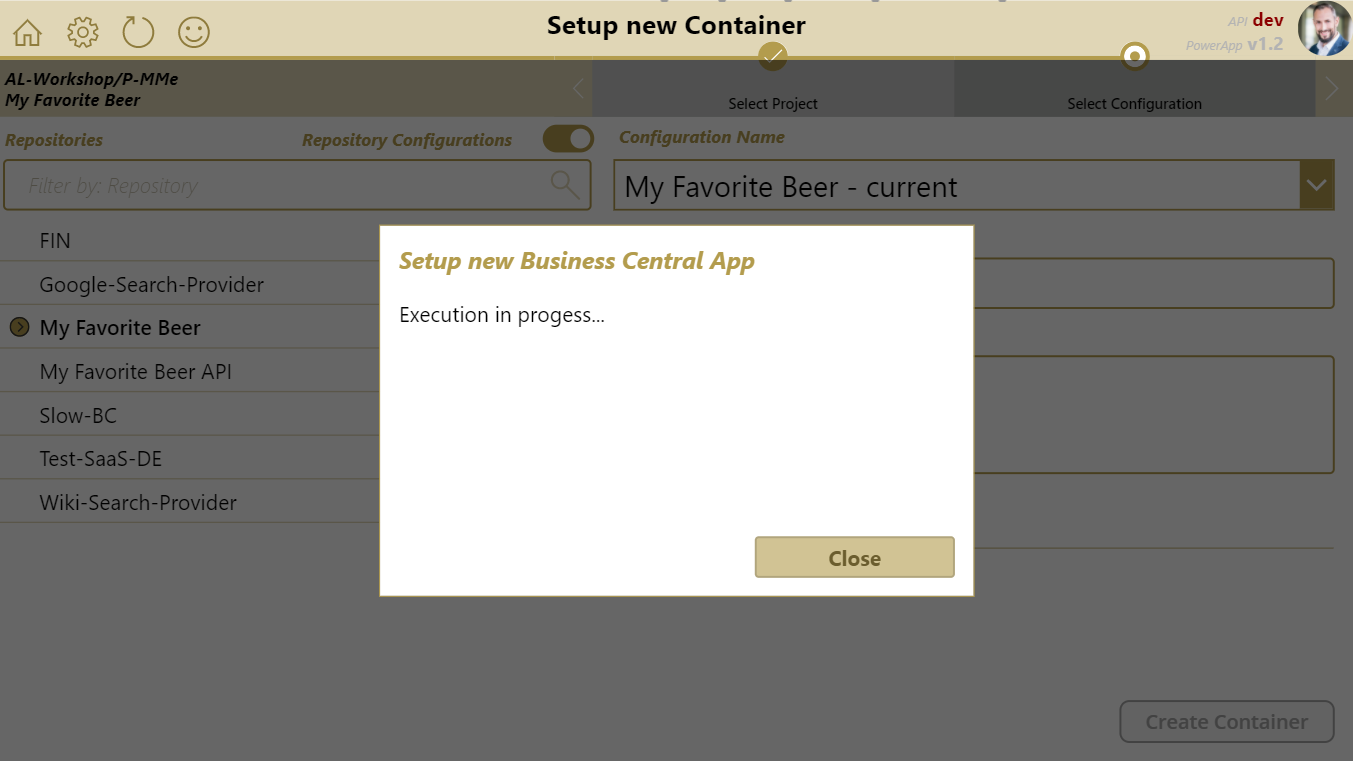 Setup new Container
API dev
PowerApp v1.2
AL-Workshop/P-MMe
My Favorite Beer
Select Project
Select Configuration
Repositories
Repository Configurations
Configuration Name
Filter by: Repository
My Favorite Beer - current
FIN
Google-Search-Provider
My Favorite Beer
My Favorite Beer API
Slow-BC
Test-SaaS-DE
Wiki-Search-Provider
Setup new Business Central App
Execution in progess...
Close
Create Container